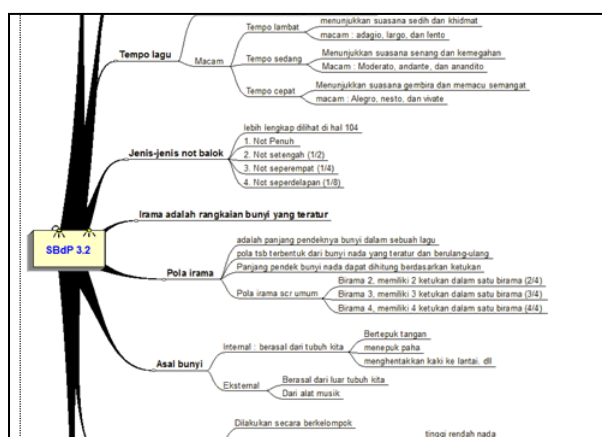 menunjukkan suasana sedih dan khidmat
Tempo lambat
macam : adagio, largo, dan lento
Tempo lagu
Macam
Tempo sedang
Menunjukkan suasana senang dan kemegahan
Macam : Moderato, andante, dan anandito
Tempo cepat
Menunjukkan suasana gembira dan memacu semangat
macam : Alegro, nesto, dan vivate
Jenis-jenis not balok
lebih lengkap dilihat di hal 104
1. Not Penuh
2. Not setengah (1/2)
3. Not seperempat (1/4)
4. Not seperdelapan (1/8)
Irama adalah rangkaian bunyi yang teratur
SBdP 3.2
Pola irama
adalah panjang pendeknya bunyi dalam sebuah lagu
pola tsb terbentuk dari bunyi nada yang teratur dan berulang-ulang
Panjang pendek bunyi nada dapat dihitung berdasarkan ketukan
Pola irama scr umum
Birama 2, memiliki 2 ketukan dalam satu birama (2/4)
Birama 3, memiliki 3 ketukan dalam satu birama (3/4)
Birama 4, memiliki 4 ketukan dalam satu birama (4/4)
Asal bunyi
Internal : berasal dari tubuh kita
Bertepuk tangan
menepuk paha
menghentakkan kaki ke lantai. dll
Eksternal
Berasal dari luar tubuh kita
Dari alat musik
Dilakukan secara berkelompok
tinggi rendah nada